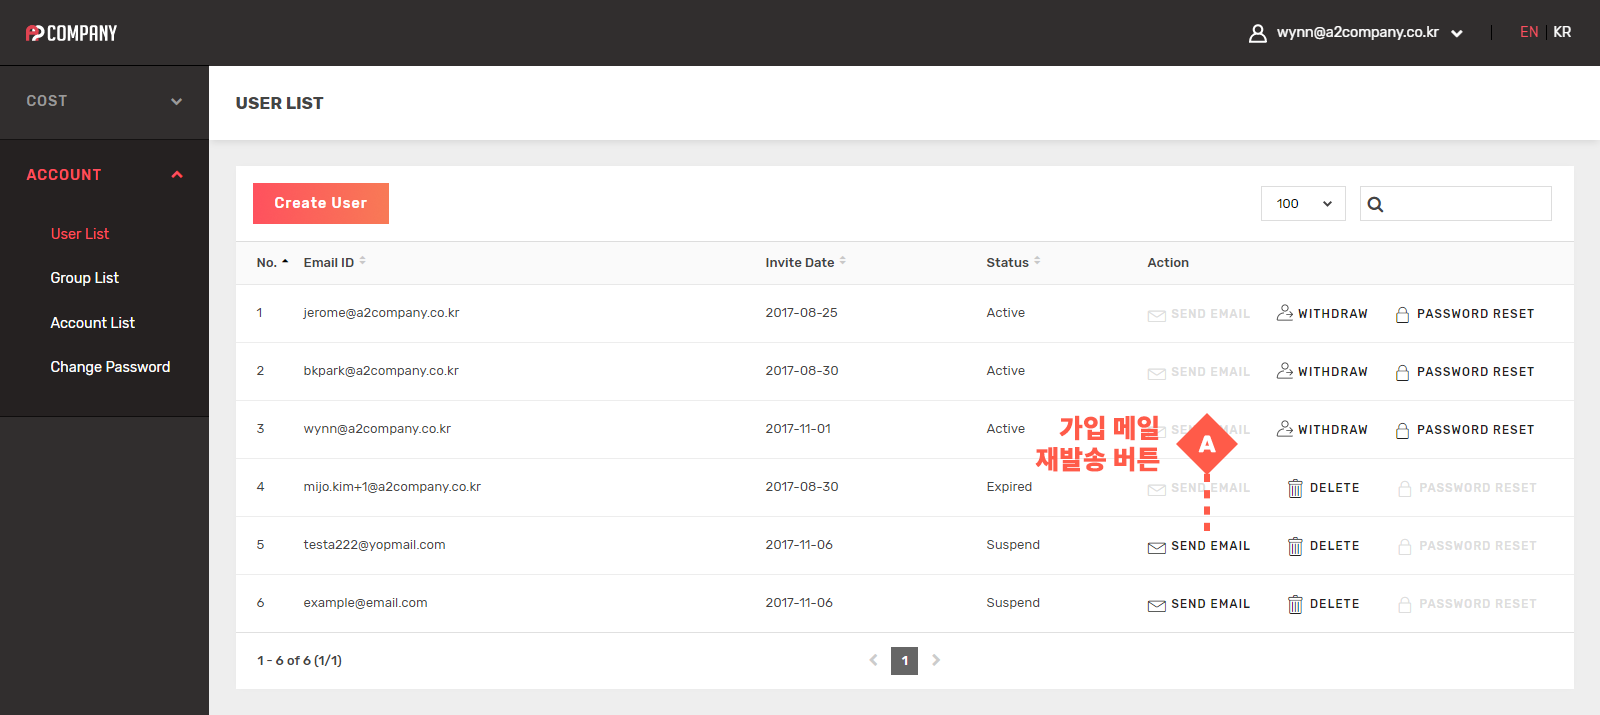 COMPANY
wynn@a2company.co.kr
EN KR
COST
USER LIST
ACCOUNT
User List
Group List
Account List
Change Password
Create User
100
No. Email ID Invite Date Status Action
1 jerome@a2company.co.kr 2017-08-25 Active SEND EMAIL WITHDRAW PASSWORD RESET
2 bkpark@a2company.co.kr 2017-08-30 Active SEND EMAIL WITHDRAW PASSWORD RESET
3 wynn@a2company.co.kr 2017-11-01 Active WITHDRAW PASSWORD RESET
가입 메일
재발송 버튼
A
4 mijo.kim+1@a2company.co.kr 2017-08-30 Expired SEND EMAIL DELETE PASSWORD RESET
5 testa222@yopmail.com 2017-11-06 Suspend SEND EMAIL DELETE PASSWORD RESET
6 example@email.com 2017-11-06 Suspend SEND EMAIL DELETE PASSWORD RESET
1 - 6 of 6 (1/1)
1